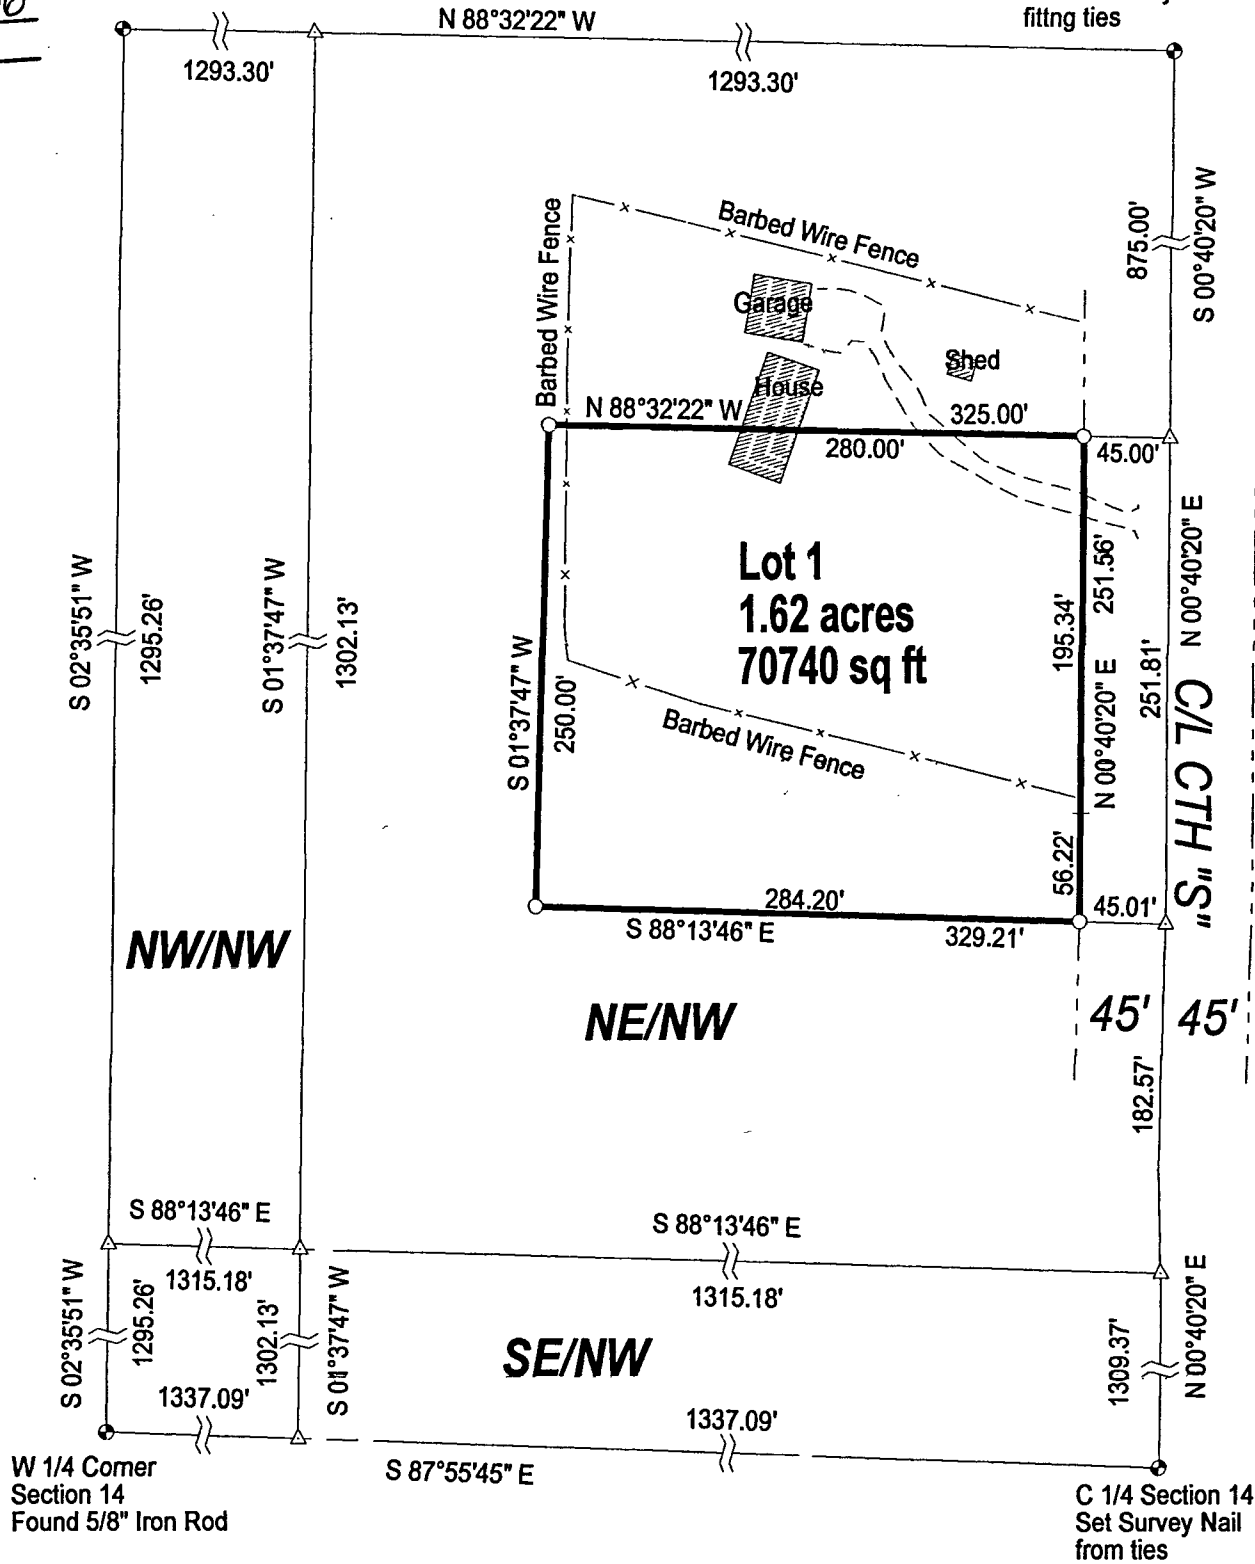 fittng ties
N 88°32'22" W
1293.30'
1293.30'
875.00'
S 00°40'20" W
Barbed Wire Fence
Barbed Wire Fence
Garage
Shed
House
N 88°32'22" W
325.00'
280.00'
45.00'
Lot 1
1.62 acres
70740 sq ft
S 02°35'51" W
1295.26'
S 01°37'47" W
1302.13'
S 01°37'47" W
250.00'
Barbed Wire Fence
251.56'
195.34'
N 00°40'20" E
56.22'
N 00°40'20" E
251.81'
C/L CTH "S"
284.20'
S 88°13'46" E
329.21'
45.01'
NW/NW
NE/NW
45'
45'
182.57'
S 88°13'46" E
S 88°13'46" E
1315.18'
1315.18'
S 02°35'51" W
1295.26'
1302.13'
S 01°37'47" W
SE/NW
1309.37'
N 00°40'20" E
1337.09'
1337.09'
S 87°55'45" E
W 1/4 Corner
Section 14
Found 5/8" Iron Rod
C 1/4 Section 14
Set Survey Nail
from ties